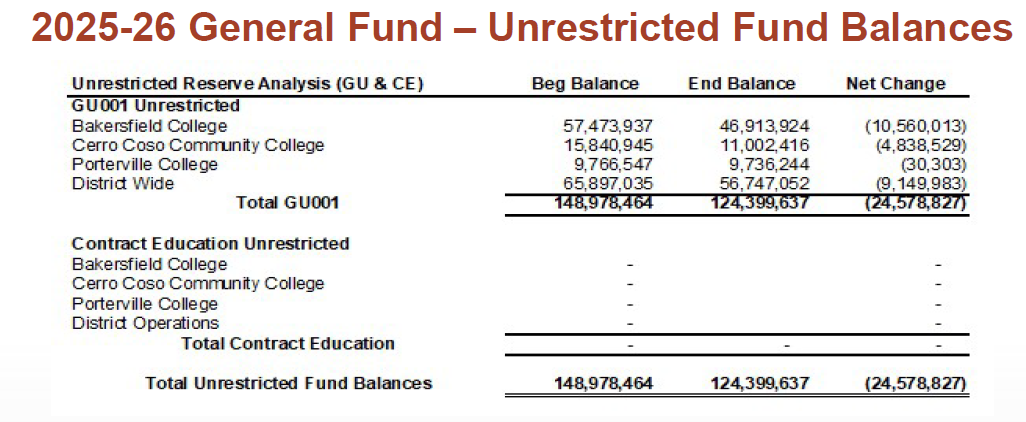 2025-26 General Fund – Unrestricted Fund Balances
Unrestricted Reserve Analysis (GU & CE) Beg Balance End Balance Net Change
GU001 Unrestricted
Bakersfield College 57,473,937 46,913,924 (10,560,013)
Cerro Coso Community College 15,840,945 11,002,416 (4,838,529)
Porterville College 9,766,547 9,736,244 (30,303)
District Wide 65,897,035 56,747,052 (9,149,983)
Total GU001 148,978,464 124,399,637 (24,578,827)
Contract Education Unrestricted
Bakersfield College - -
Cerro Coso Community College - -
Porterville College - -
District Operations - -
Total Contract Education - - -
Total Unrestricted Fund Balances 148,978,464 124,399,637 (24,578,827)